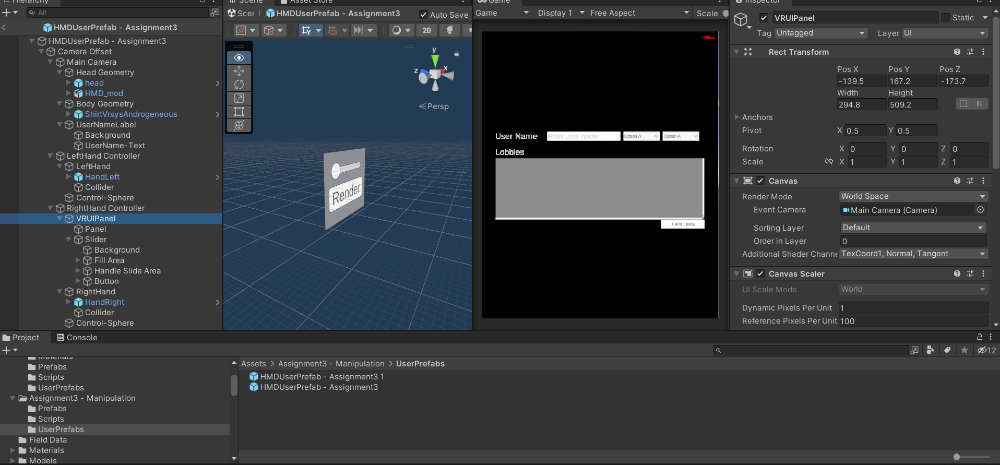 Hierarchy
All
HMDUserPrefab - Assignment3
HMDUserPrefab - Assignment3
Camera Offset
Main Camera
Head Geometry
head
HMD_mod
Body Geometry
ShirtVrsysAndrogeneous
UserNameLabel
Background
UserName-Text
LeftHand Controller
LeftHand
HandLeft
Collider
Control-Sphere
RightHand Controller
VRUIPanel
Panel
Slider
Background
Fill Area
Handle Slide Area
Button
RightHand
HandRight
Collider
Control-Sphere
Scene
Asset Store
Scer
HMDUserPrefab - Assignment3
Auto Save
2D
y
z
x
Persp
Render
Game
Game
Display 1
Free Aspect
Scale
Offline
User Name
Enter user name...
Option A
Option A
Lobbies
+ Add Lobby
Inspector
VRUIPanel
Static
Tag
Untagged
Layer
UI
Rect Transform
Pos X
Pos Y
Pos Z
-139.5
167.2
-173.7
Width
Height
294.8
509.2
R
Anchors
Pivot
X 0.5
Y 0.5
Rotation
X 0
Y 0
Z 0
Scale
X 1
Y 1
Z 1
Canvas
Render Mode
World Space
Event Camera
Main Camera (Camera)
Sorting Layer
Default
Order in Layer
0
Additional Shader Channe
TexCoord1, Normal, Tangent
Canvas Scaler
UI Scale Mode
World
Dynamic Pixels Per Unit
1
Reference Pixels Per Unit
100
Project
Console
12
Materials
Prefabs
Scripts
UserPrefabs
Assignment3 - Manipulation
Prefabs
Scripts
UserPrefabs
Field Data
Materials
Models
Assets > Assignment3 - Manipulation > UserPrefabs
HMDUserPrefab - Assignment3 1
HMDUserPrefab - Assignment3